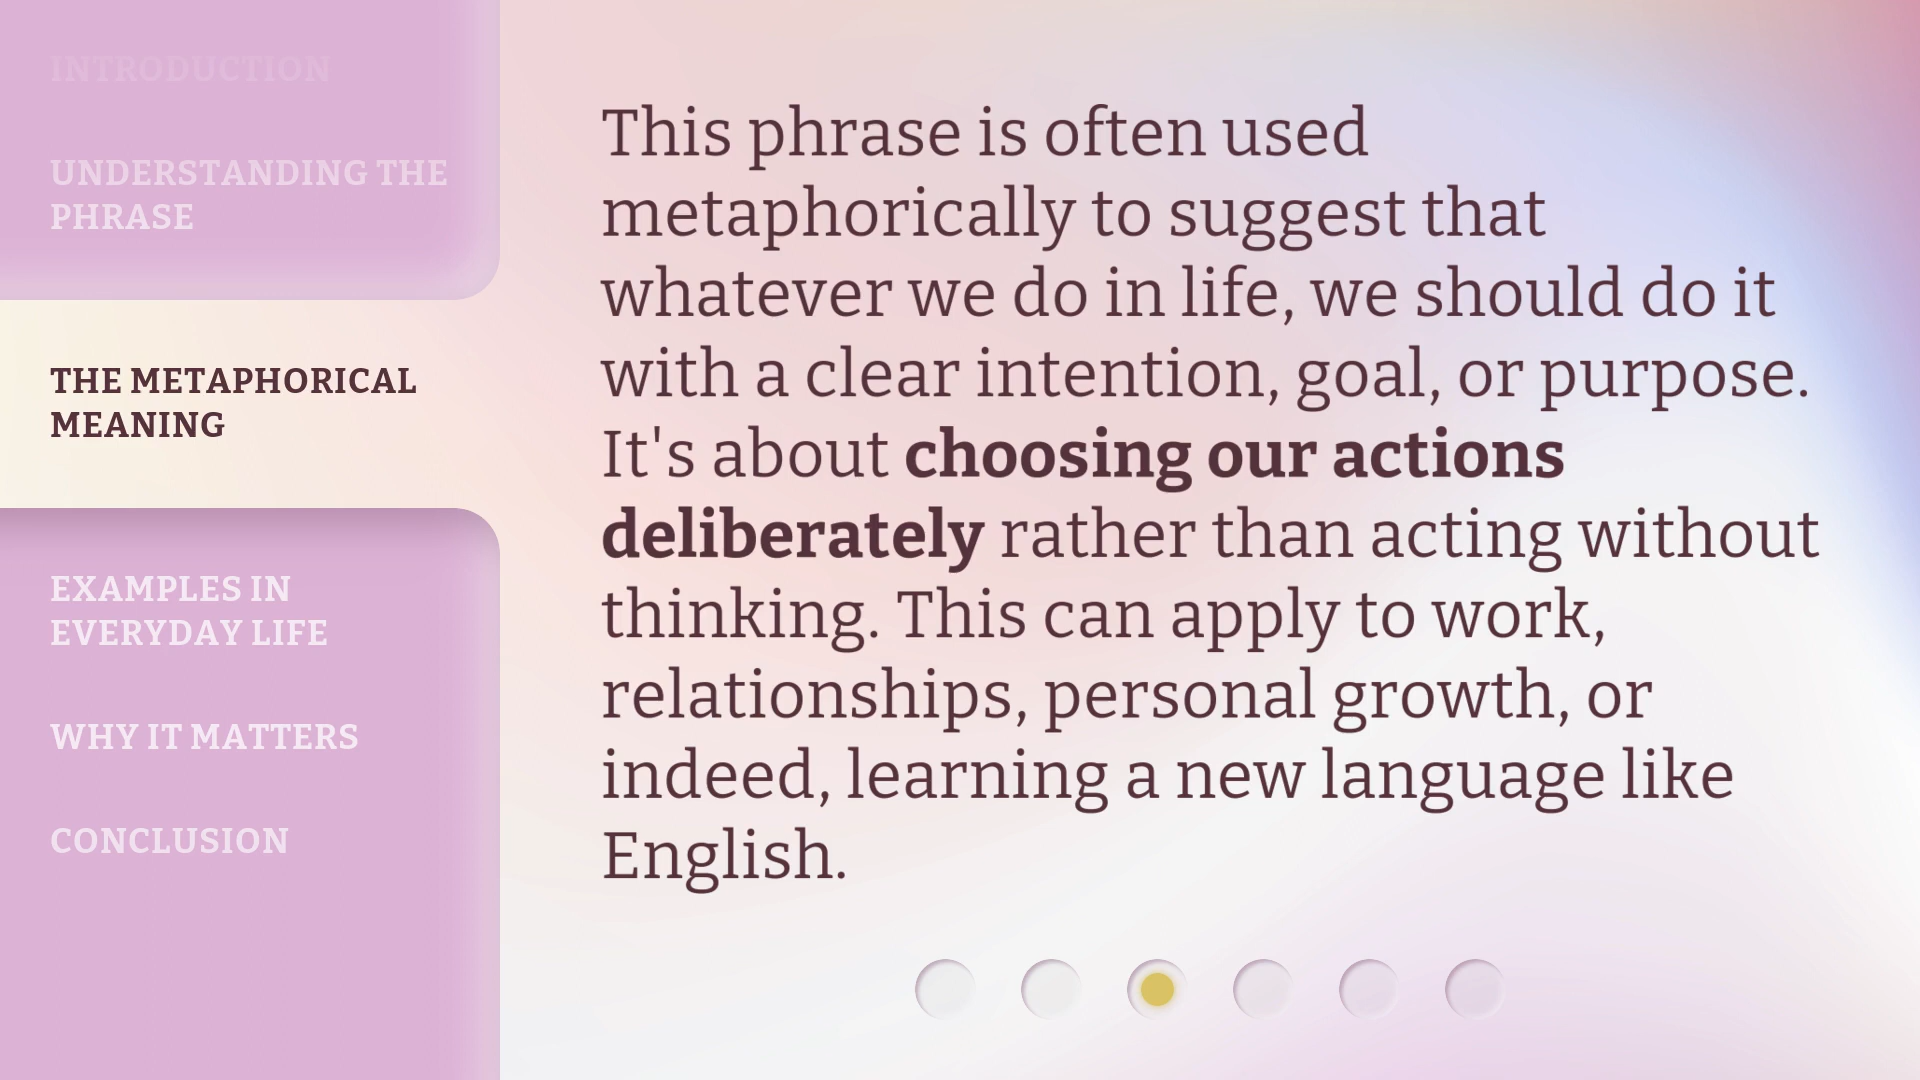 INTRODUCTION
UNDERSTANDING THE
PHRASE
THE METAPHORICAL
MEANING
EXAMPLES IN
EVERYDAY LIFE
WHY IT MATTERS
CONCLUSION
This phrase is often used
metaphorically to suggest that
whatever we do in life, we should do it
with a clear intention, goal, or purpose.
It's about choosing our actions
deliberately rather than acting without
thinking. This can apply to work,
relationships, personal growth, or
indeed, learning a new language like
English.